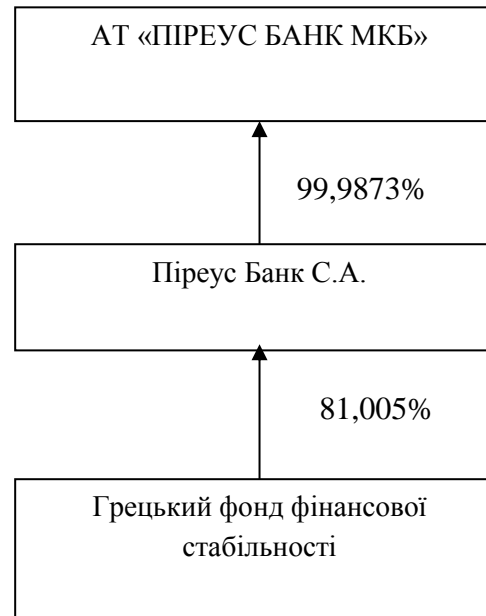 АТ «ПІРЕУС БАНК МКБ»
99,9873%
Піреус Банк С.А.
81,005%
Грецький фонд фінансової
стабільності